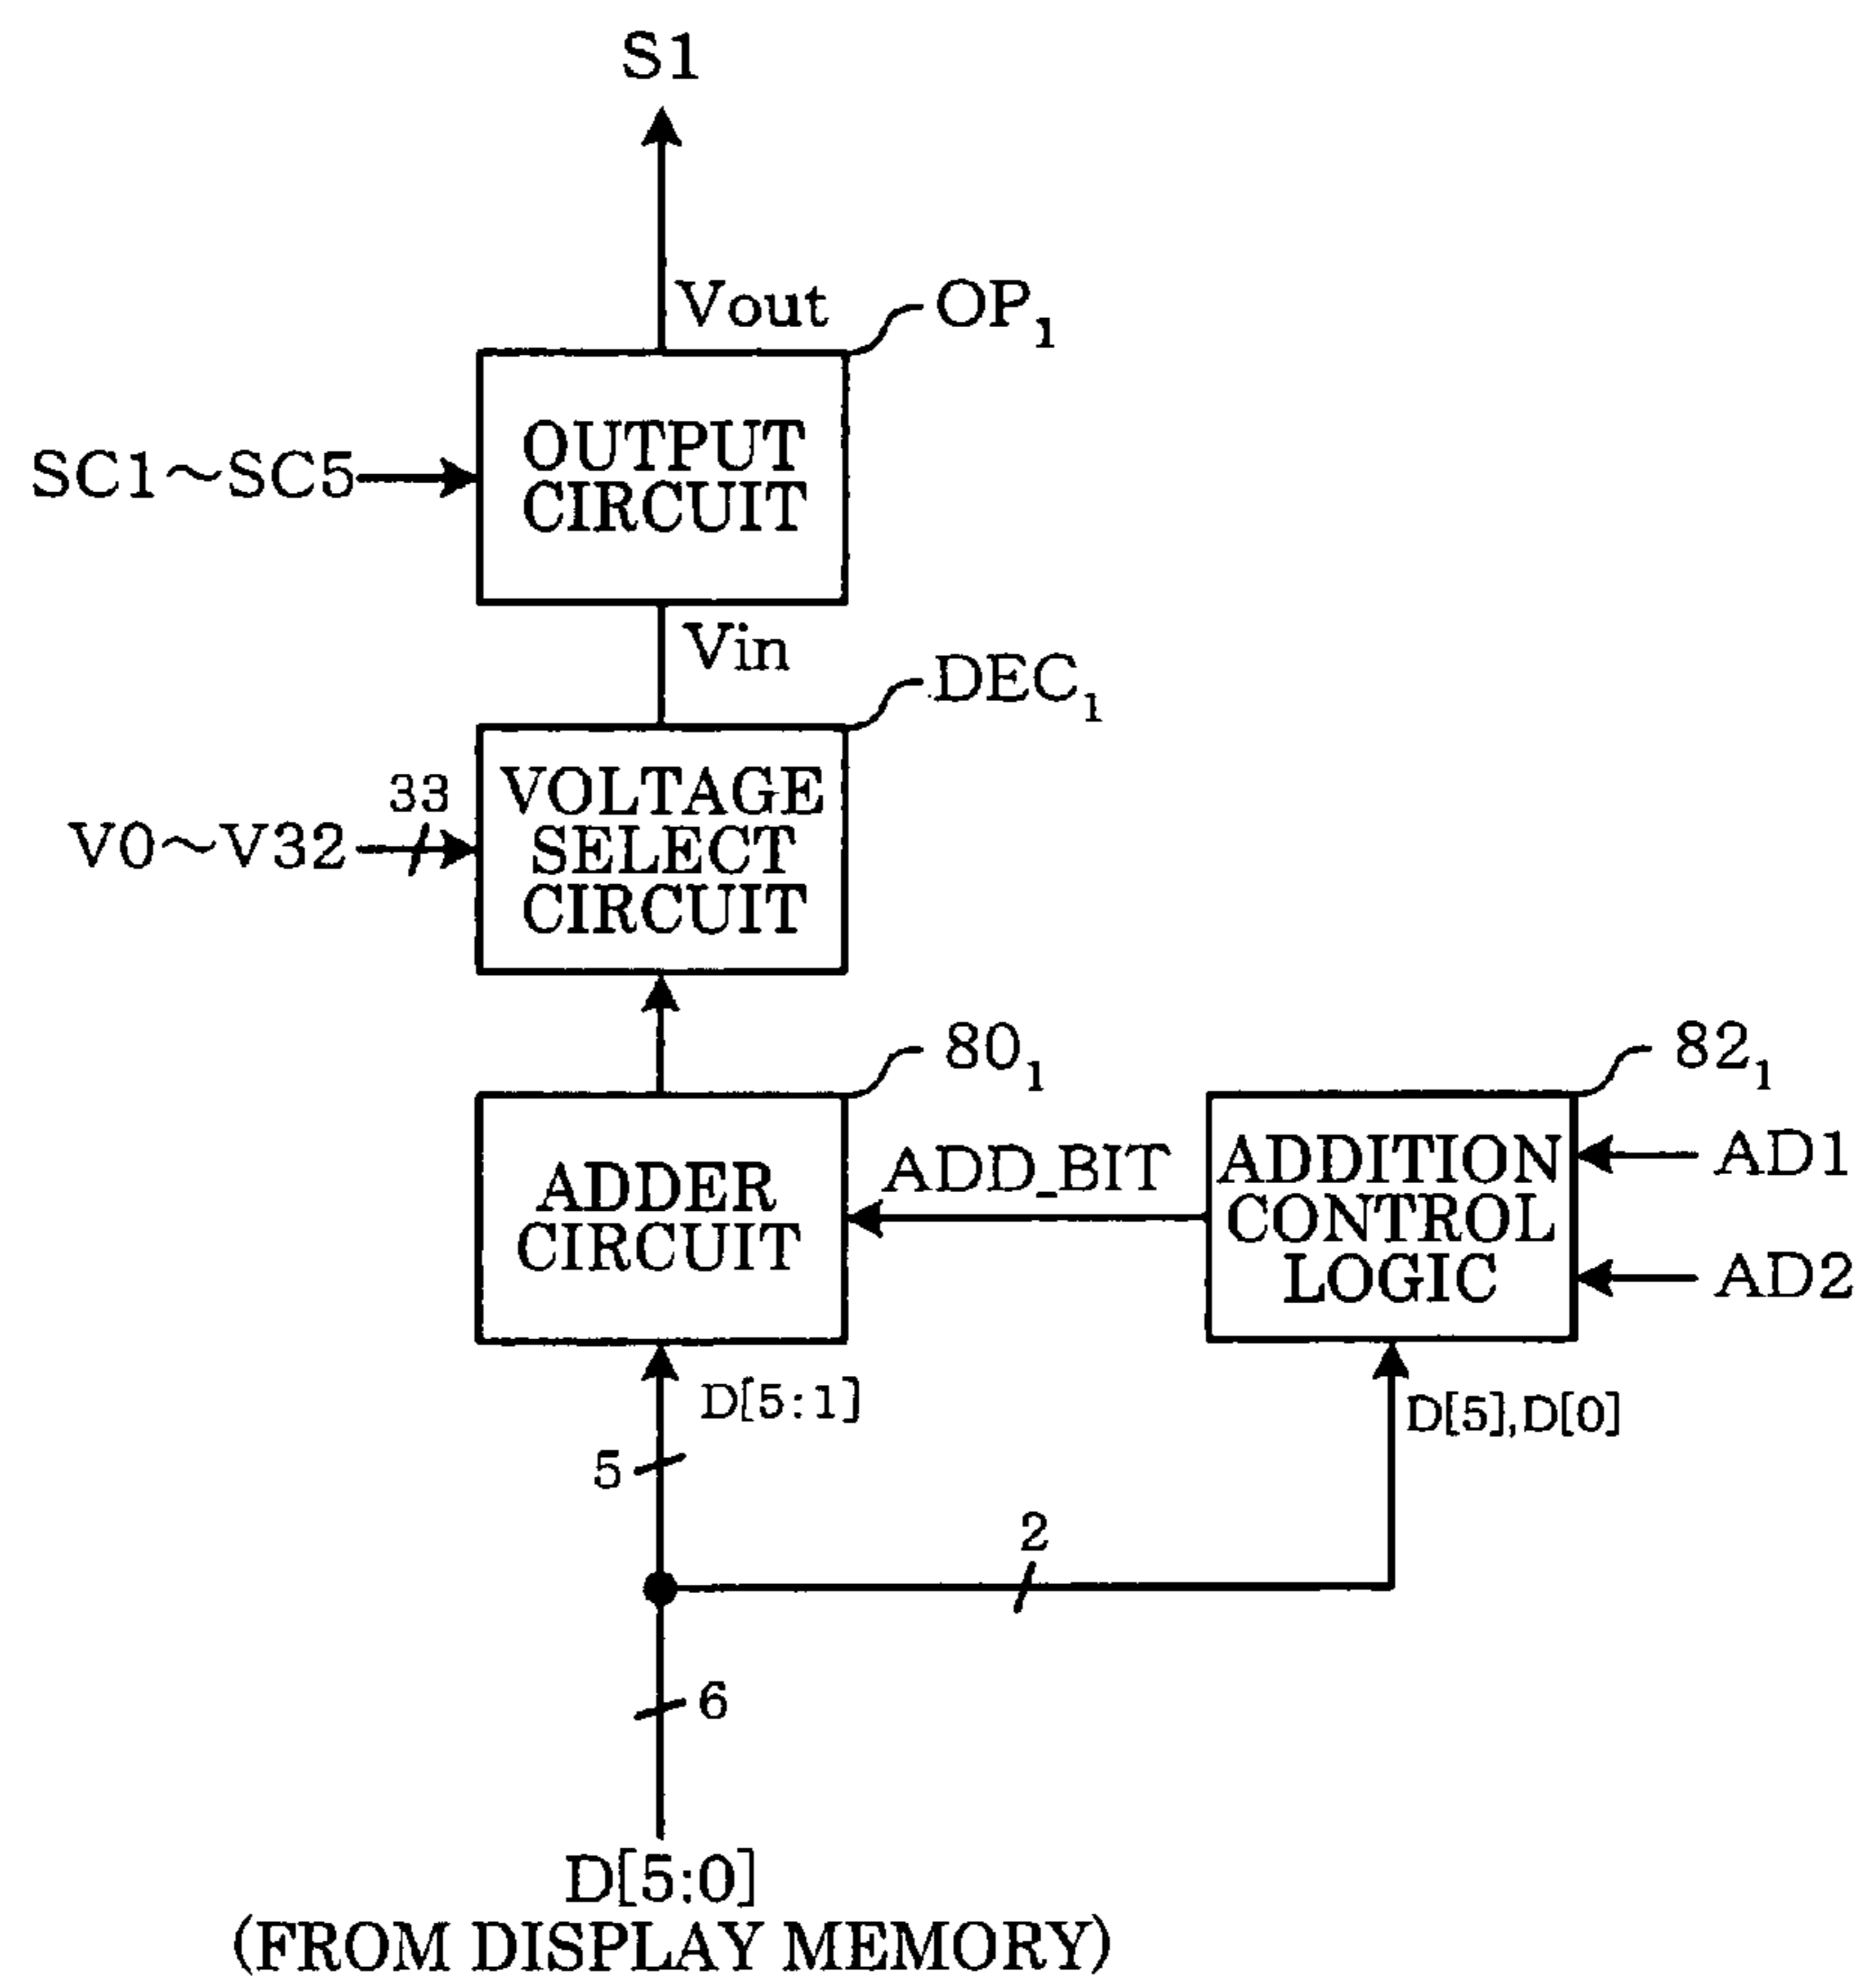 S1
Vout
OP1
SC1~SC5
OUTPUT
CIRCUIT
Vin
DEC1
33
V0~V32
VOLTAGE
SELECT
CIRCUIT
801
821
ADDER
CIRCUIT
ADD_BIT
ADDITION
CONTROL
LOGIC
AD1
AD2
D[5:1]
D[5],D[0]
5
2
6
D[5:0]
(FROM DISPLAY MEMORY)